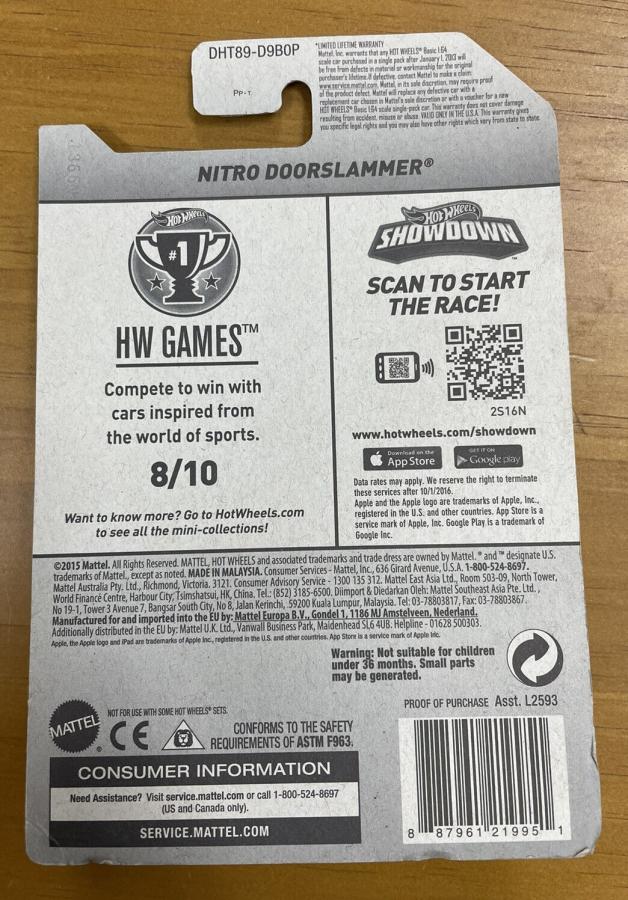 DHT89-D9B0P
PP-T
*LIMITED LIFETIME WARRANTY
Mattel, Inc. warrants that any HOT WHEELS® Basic 1:64
scale car purchased in a single pack after January 1, 2013 will
be free from defects in material or workmanship for the original
purchaser's lifetime. If defective, contact Mattel to make a claim:
www.service.mattel.com. Mattel, in its sole discretion, may require proof
of the product defect. Mattel will replace any defective car with a
replacement car chosen in Mattel's sole discretion or with a voucher for a new
HOT WHEELS® Basic 1:64 scale single-pack car. This warranty does not cover damage
resulting from accident, misuse or abuse. VALID ONLY IN THE U.S.A. This warranty gives
you specific legal rights and you may also have other rights which vary from state to state.
NITRO DOORSLAMMER®
HOT WHEELS
#1
HW GAMES™
Compete to win with
cars inspired from
the world of sports.
8/10
Want to know more? Go to HotWheels.com
to see all the mini-collections!
HOT WHEELS
SHOWDOWN™
SCAN TO START
THE RACE!
2S16N
www.hotwheels.com/showdown
Download on the
App Store
GET IT ON
Google play
Data rates may apply. We reserve the right to terminate
these services after 10/1/2016.
Apple and the Apple logo are trademarks of Apple, Inc.,
registered in the U.S. and other countries. App Store is a
service mark of Apple, Inc. Google Play is a trademark of
Google Inc.
©2015 Mattel. All Rights Reserved. MATTEL, HOT WHEELS and associated trademarks and trade dress are owned by Mattel. ® and ™ designate U.S.
trademarks of Mattel, except as noted. MADE IN MALAYSIA. Consumer Services - Mattel, Inc., 636 Girard Avenue, U.S.A. 1-800-524-8697.
Mattel Australia Pty. Ltd., Richmond, Victoria. 3121. Consumer Advisory Service - 1300 135 312. Mattel East Asia Ltd., Room 503-09, North Tower,
World Finance Centre, Harbour City, Tsimshatsui, HK, China. Tel.: (852) 3185-6500. Diimport & Diedarkan Oleh: Mattel Southeast Asia Pte. Ltd.,
No 19-1, Tower 3 Avenue 7, Bangsar South City, No 8, Jalan Kerinchi, 59200 Kuala Lumpur, Malaysia. Tel: 03-78803817, Fax: 03-78803867.
Manufactured for and imported into the EU by: Mattel Europa B.V., Gondel 1, 1186 MJ Amstelveen, Nederland.
Additionally distributed in the EU by: Mattel U.K. Ltd., Vanwall Business Park, Maidenhead SL6 4UB. Helpline - 01628 500303.
Apple, the Apple logo and iPad are trademarks of Apple Inc., registered in the U.S. and other countries. App Store is a service mark of Apple Inc.
Warning: Not suitable for children
under 36 months. Small parts
may be generated.
PROOF OF PURCHASE Asst. L2593
MATTEL®
NOT FOR USE WITH SOME HOT WHEELS® SETS.
CE
CONFORMS TO THE SAFETY
REQUIREMENTS OF ASTM F963.
CONSUMER INFORMATION
Need Assistance? Visit service.mattel.com or call 1-800-524-8697
(US and Canada only).
SERVICE.MATTEL.COM
8 87961 21995 1